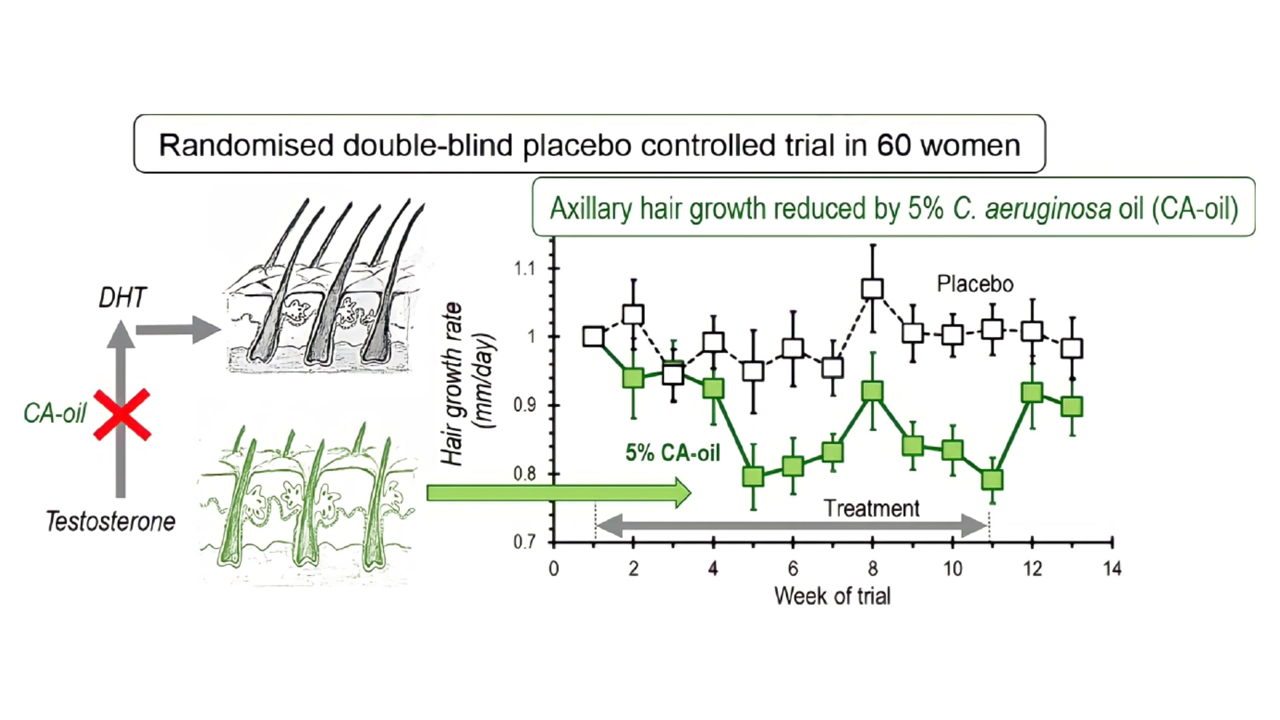 Randomised double-blind placebo controlled trial in 60 women
Axillary hair growth reduced by 5% C. aeruginosa oil (CA-oil)
DHT
CA-oil
Testosterone
Hair growth rate
(mm/day)
1.1
1
0.9
0.8
0.7
Placebo
5% CA-oil
Treatment
0 2 4 6 8 10 12 14
Week of trial